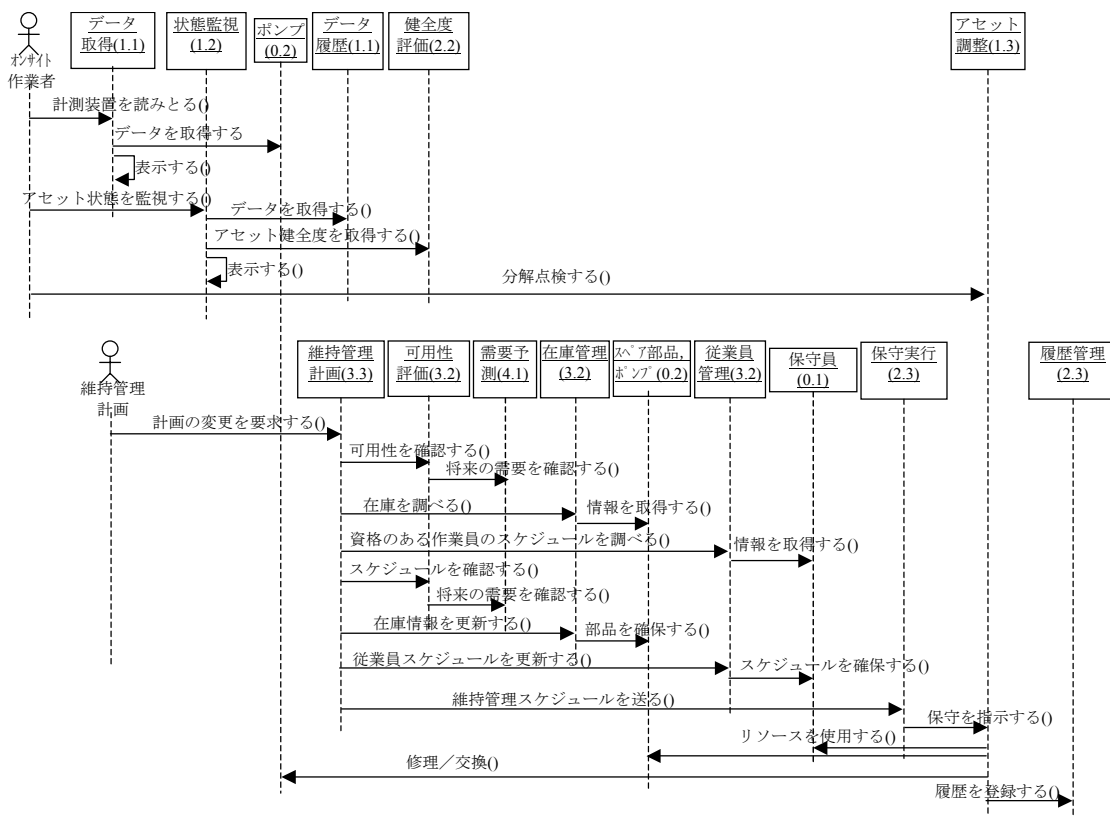 データ
取得(1.1)
状態監視
(1.2)
ポンプ
(0.2)
データ
履歴(1.1)
健全度
評価(2.2)
アセット
調整(1.3)
ｵﾝｻｲﾄ
作業者
計測装置を読みとる()
データを取得する
表示する()
アセット状態を監視する()
データを取得する()
アセット健全度を取得する()
表示する()
分解点検する()
維持管理
計画
維持管理
計画(3.3)
可用性
評価(3.2)
需要予
測(4.1)
在庫管理
(3.2)
ｽﾍﾟｱ部品,
ﾎﾟﾝﾌﾟ(0.2)
従業員
管理(3.2)
保守員
(0.1)
保守実行
(2.3)
履歴管理
(2.3)
計画の変更を要求する()
可用性を確認する()
将来の需要を確認する()
在庫を調べる()
情報を取得する()
資格のある作業員のスケジュールを調べる()
情報を取得する()
スケジュールを確認する()
将来の需要を確認する()
在庫情報を更新する()
部品を確保する()
従業員スケジュールを更新する()
スケジュールを確保する()
維持管理スケジュールを送る()
保守を指示する()
リソースを使用する()
修理／交換()
履歴を登録する()